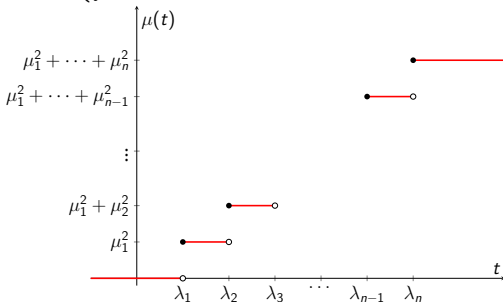 μ(t)
μ₁² + ⋯ + μₙ²
μ₁² + ⋯ + μₙ₋₁²
⋮
μ₁² + μ₂²
μ₁²
t
λ₁ λ₂ λ₃ ⋯ λₙ₋₁ λₙ